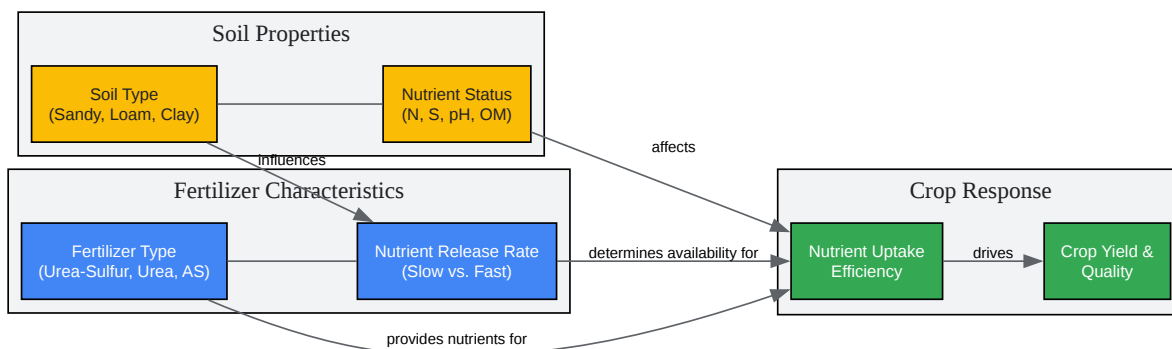 Soil Properties
Soil Type
(Sandy, Loam, Clay)
Nutrient Status
(N, S, pH, OM)
influences
affects
Fertilizer Characteristics
Fertilizer Type
(Urea-Sulfur, Urea, AS)
Nutrient Release Rate
(Slow vs. Fast)
determines availability for
provides nutrients for
Crop Response
Nutrient Uptake
Efficiency
drives
Crop Yield &
Quality